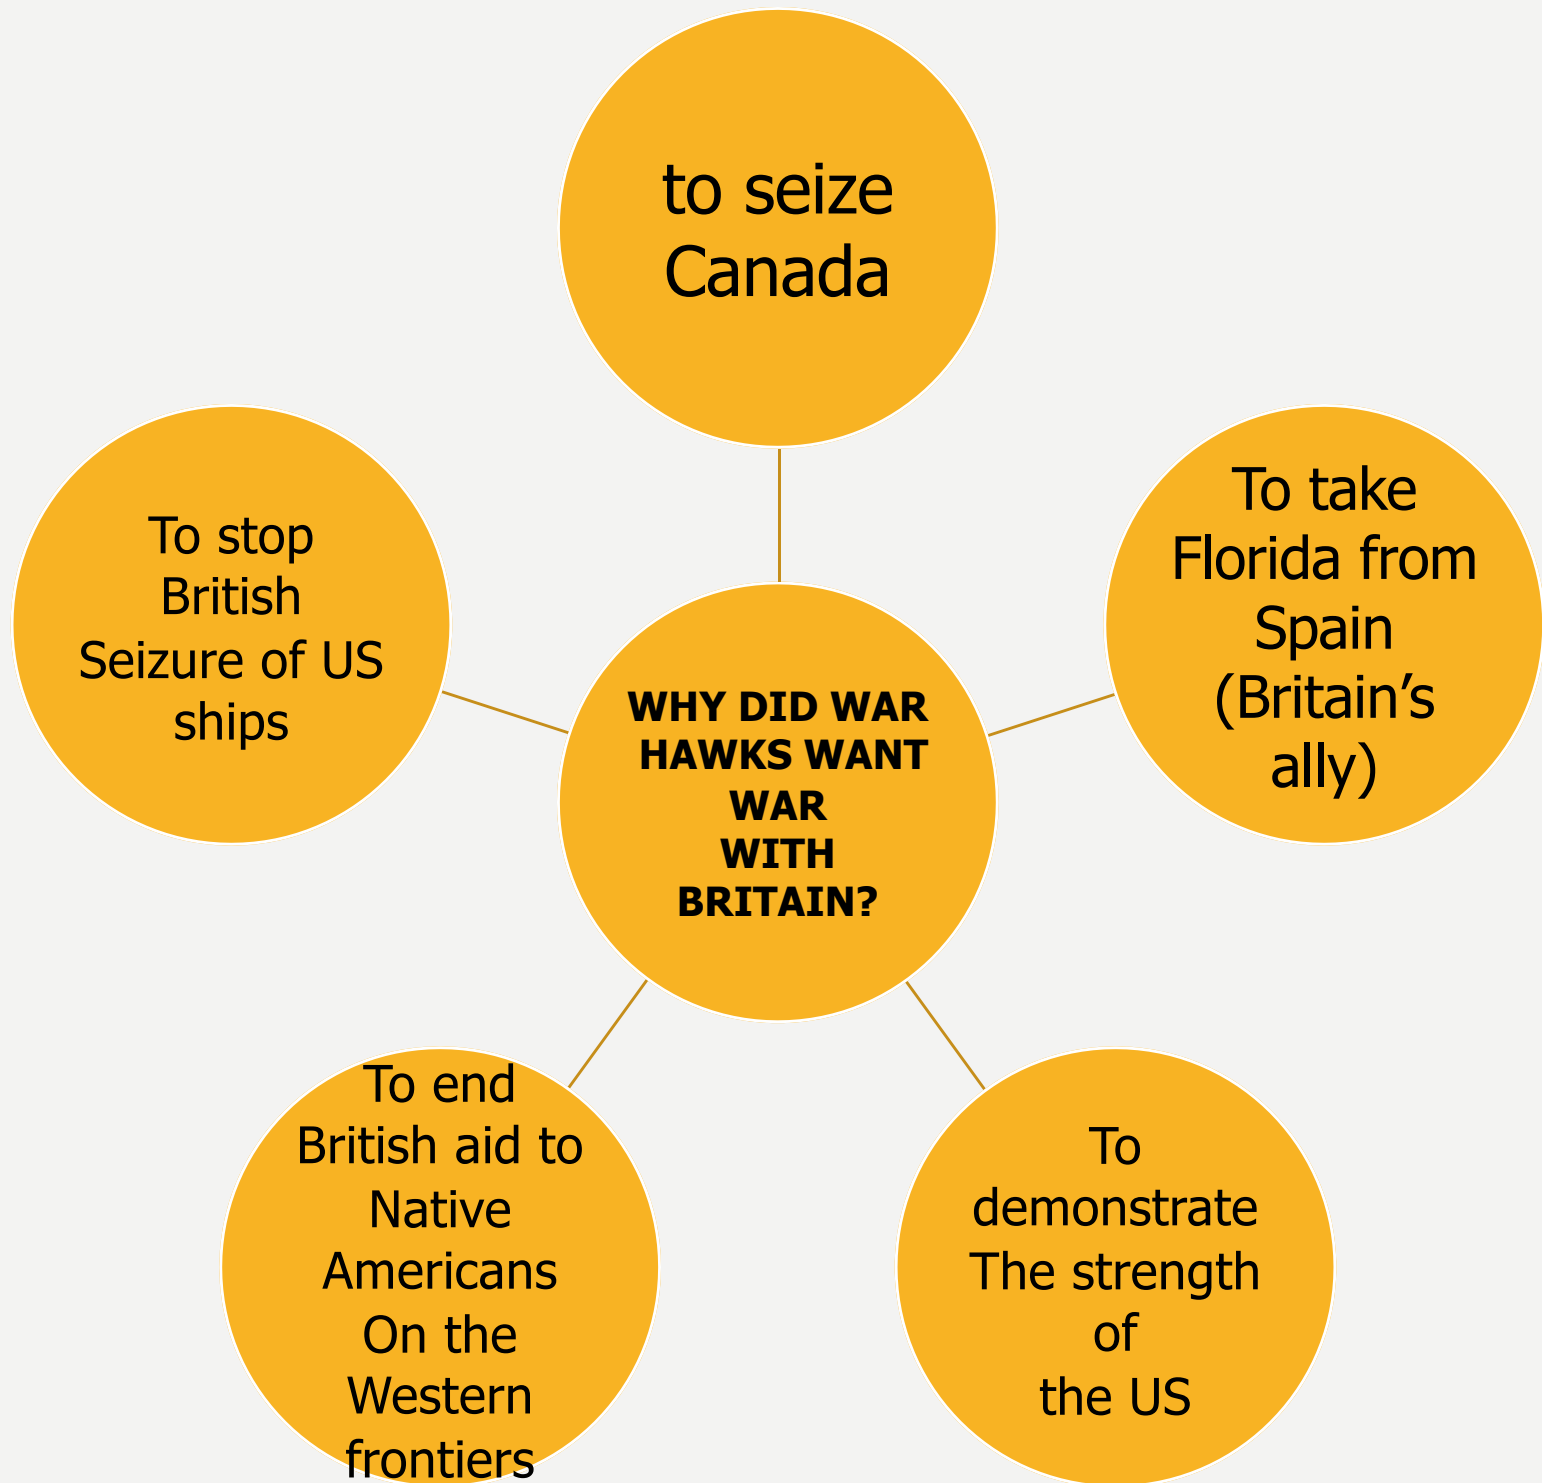 to seize
Canada
To take
Florida from
Spain
(Britain’s
ally)
To stop
British
Seizure of US
ships
WHY DID WAR
HAWKS WANT
WAR
WITH
BRITAIN?
To end
British aid to
Native
Americans
On the
Western
frontiers
To
demonstrate
The strength
of
the US